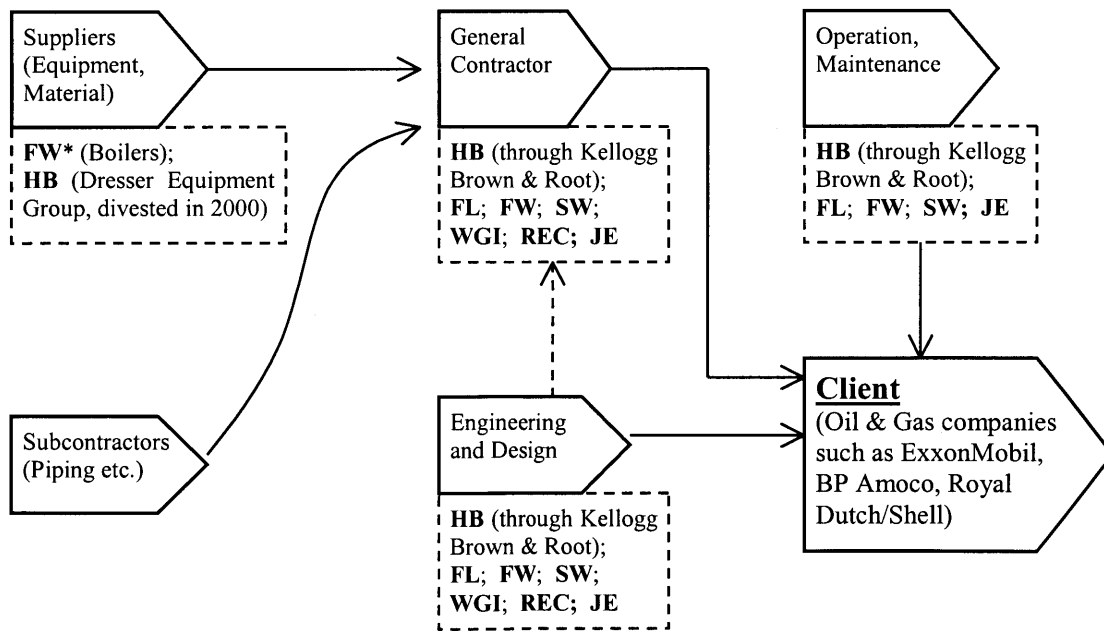 Suppliers
(Equipment,
Material)
FW* (Boilers);
HB (Dresser Equipment
Group, divested in 2000)
General
Contractor
HB (through Kellogg
Brown & Root);
FL; FW; SW;
WGI; REC; JE
Operation,
Maintenance
HB (through Kellogg
Brown & Root);
FL; FW; SW; JE
Subcontractors
(Piping etc.)
Engineering
and Design
HB (through Kellogg
Brown & Root);
FL; FW; SW;
WGI; REC; JE
Client
(Oil & Gas companies
such as ExxonMobil,
BP Amoco, Royal
Dutch/Shell)